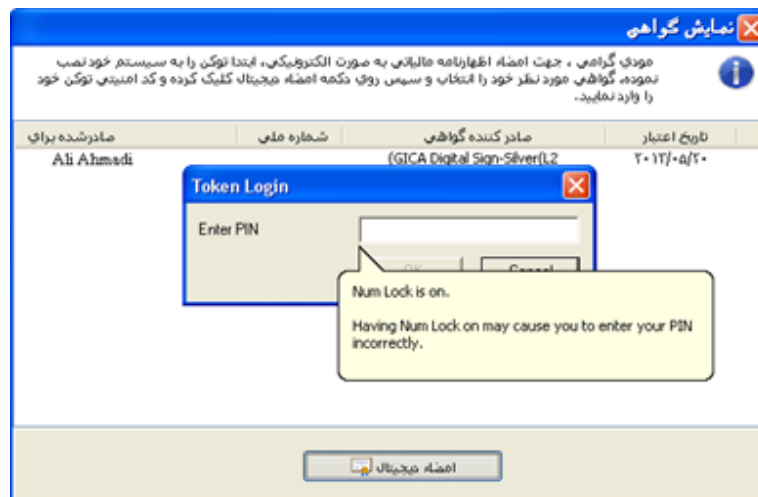 نمایش گواهی
مودی گرامی ، جهت امضاء اظهارنامه مالیاتی به صورت الکترونیکی، ابتدا توکن را به سیستم خود نصب
نموده، گواهی مورد نظر خود را انتخاب و سپس روی دکمه امضاء دیجیتال کلیک کرده و کد امنیتی توکن خود
را وارد نمایید.
تاریخ اعتبار صادر کننده گواهی شماره ملی صادرشده برای
۲۰۱۲/۰۵/۲۰ (GICA Digital Sign-Silver(L2 Ali Ahmadi
Token Login
Enter PIN
OK Cancel
Num Lock is on.
Having Num Lock on may cause you to enter your PIN
incorrectly.
امضاء دیجیتال